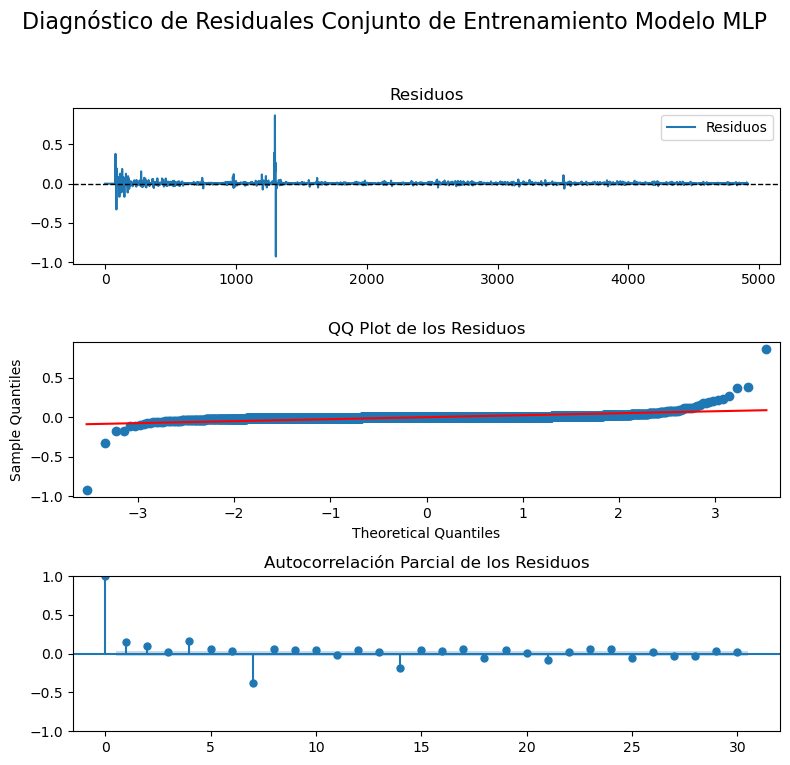 Diagnóstico de Residuales Conjunto de Entrenamiento Modelo MLP
Residuos
Residuos
0.5
0.0
−0.5
−1.0
0 1000 2000 3000 4000 5000
QQ Plot de los Residuos
Sample Quantiles
0.5
0.0
−0.5
−1.0
−3 −2 −1 0 1 2 3
Theoretical Quantiles
Autocorrelación Parcial de los Residuos
1.0
0.5
0.0
−0.5
−1.0
0 5 10 15 20 25 30